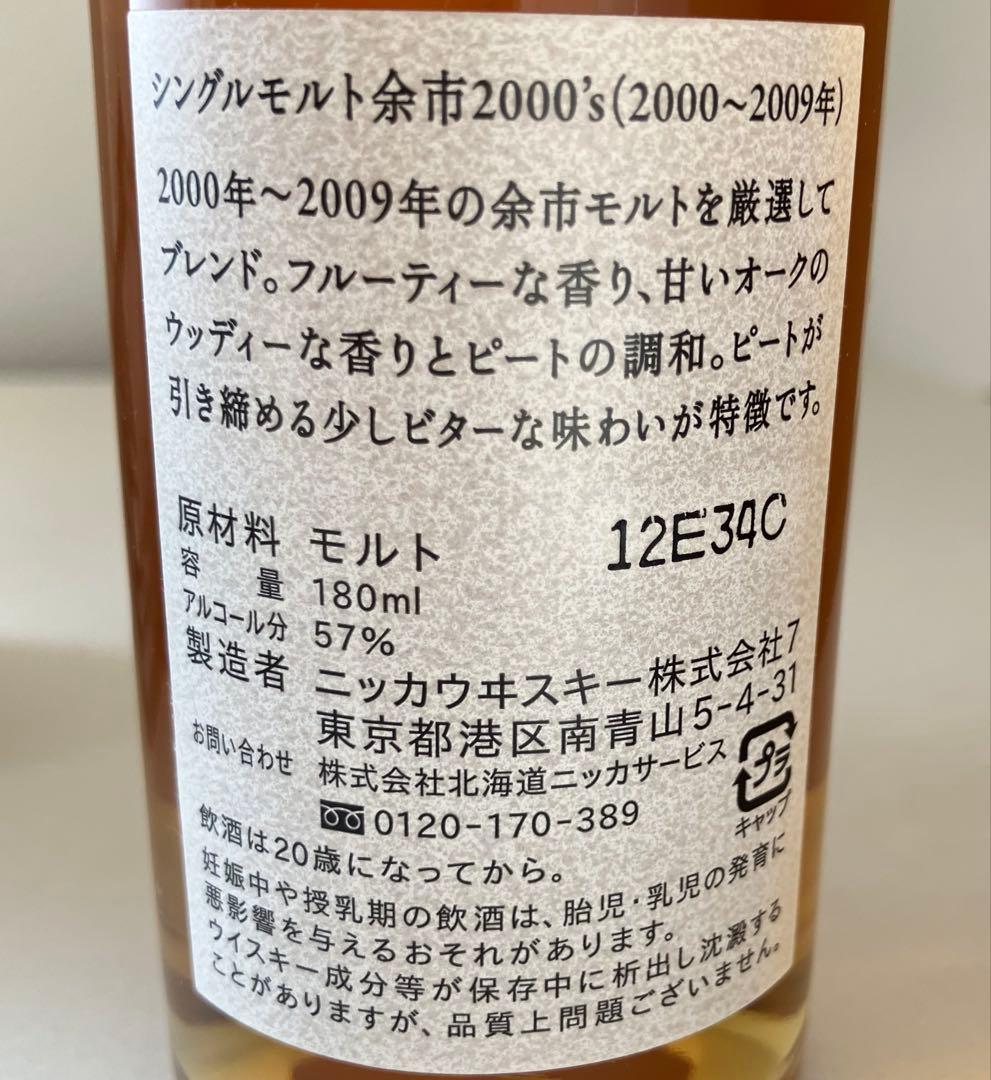 シングルモルト余市2000's(2000～2009年)
2000年～2009年の余市モルトを厳選して
ブレンド。フルーティーな香り、甘いオークの
ウッディーな香りとピートの調和。ピートが
引き締める少しビターな味わいが特徴です。
12E34C
原材料 モルト
容量 180ml
アルコール分 57%
製造者 ニッカウヰスキー株式会社7
東京都港区南青山5-4-31
お問い合わせ 株式会社北海道ニッカサービス
0120-170-389
プラ
キャップ
飲酒は20歳になってから。
妊娠中や授乳期の飲酒は、胎児・乳児の発育に
悪影響を与えるおそれがあります。
ウイスキー成分等が保存中に析出し沈澱する
ことがありますが、品質上問題ございません。